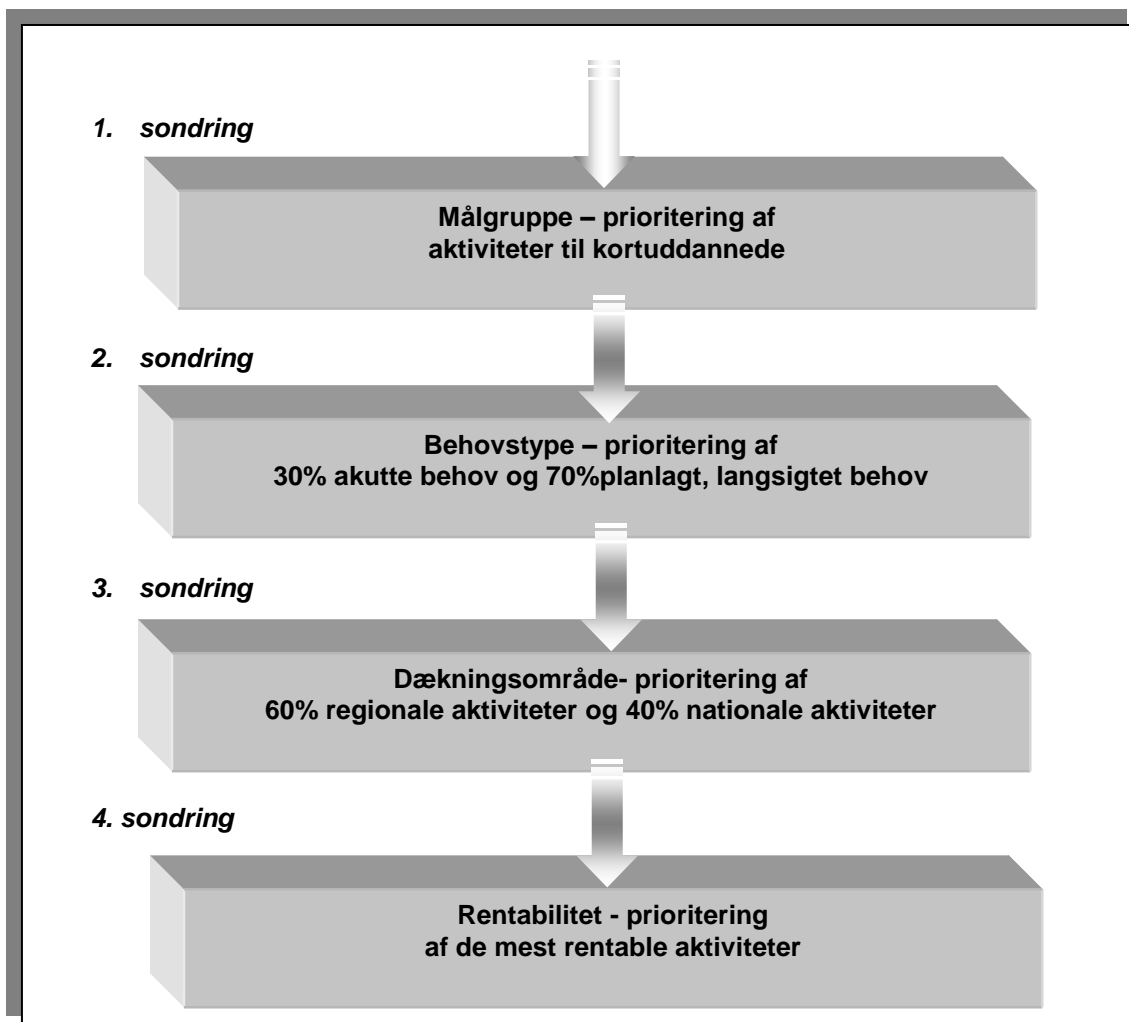 1. sondring
Målgruppe – prioritering af
aktiviteter til kortuddannede
2. sondring
Behovstype – prioritering af
30% akutte behov og 70%planlagt, langsigtet behov
3. sondring
Dækningsområde- prioritering af
60% regionale aktiviteter og 40% nationale aktiviteter
4. sondring
Rentabilitet - prioritering
af de mest rentable aktiviteter